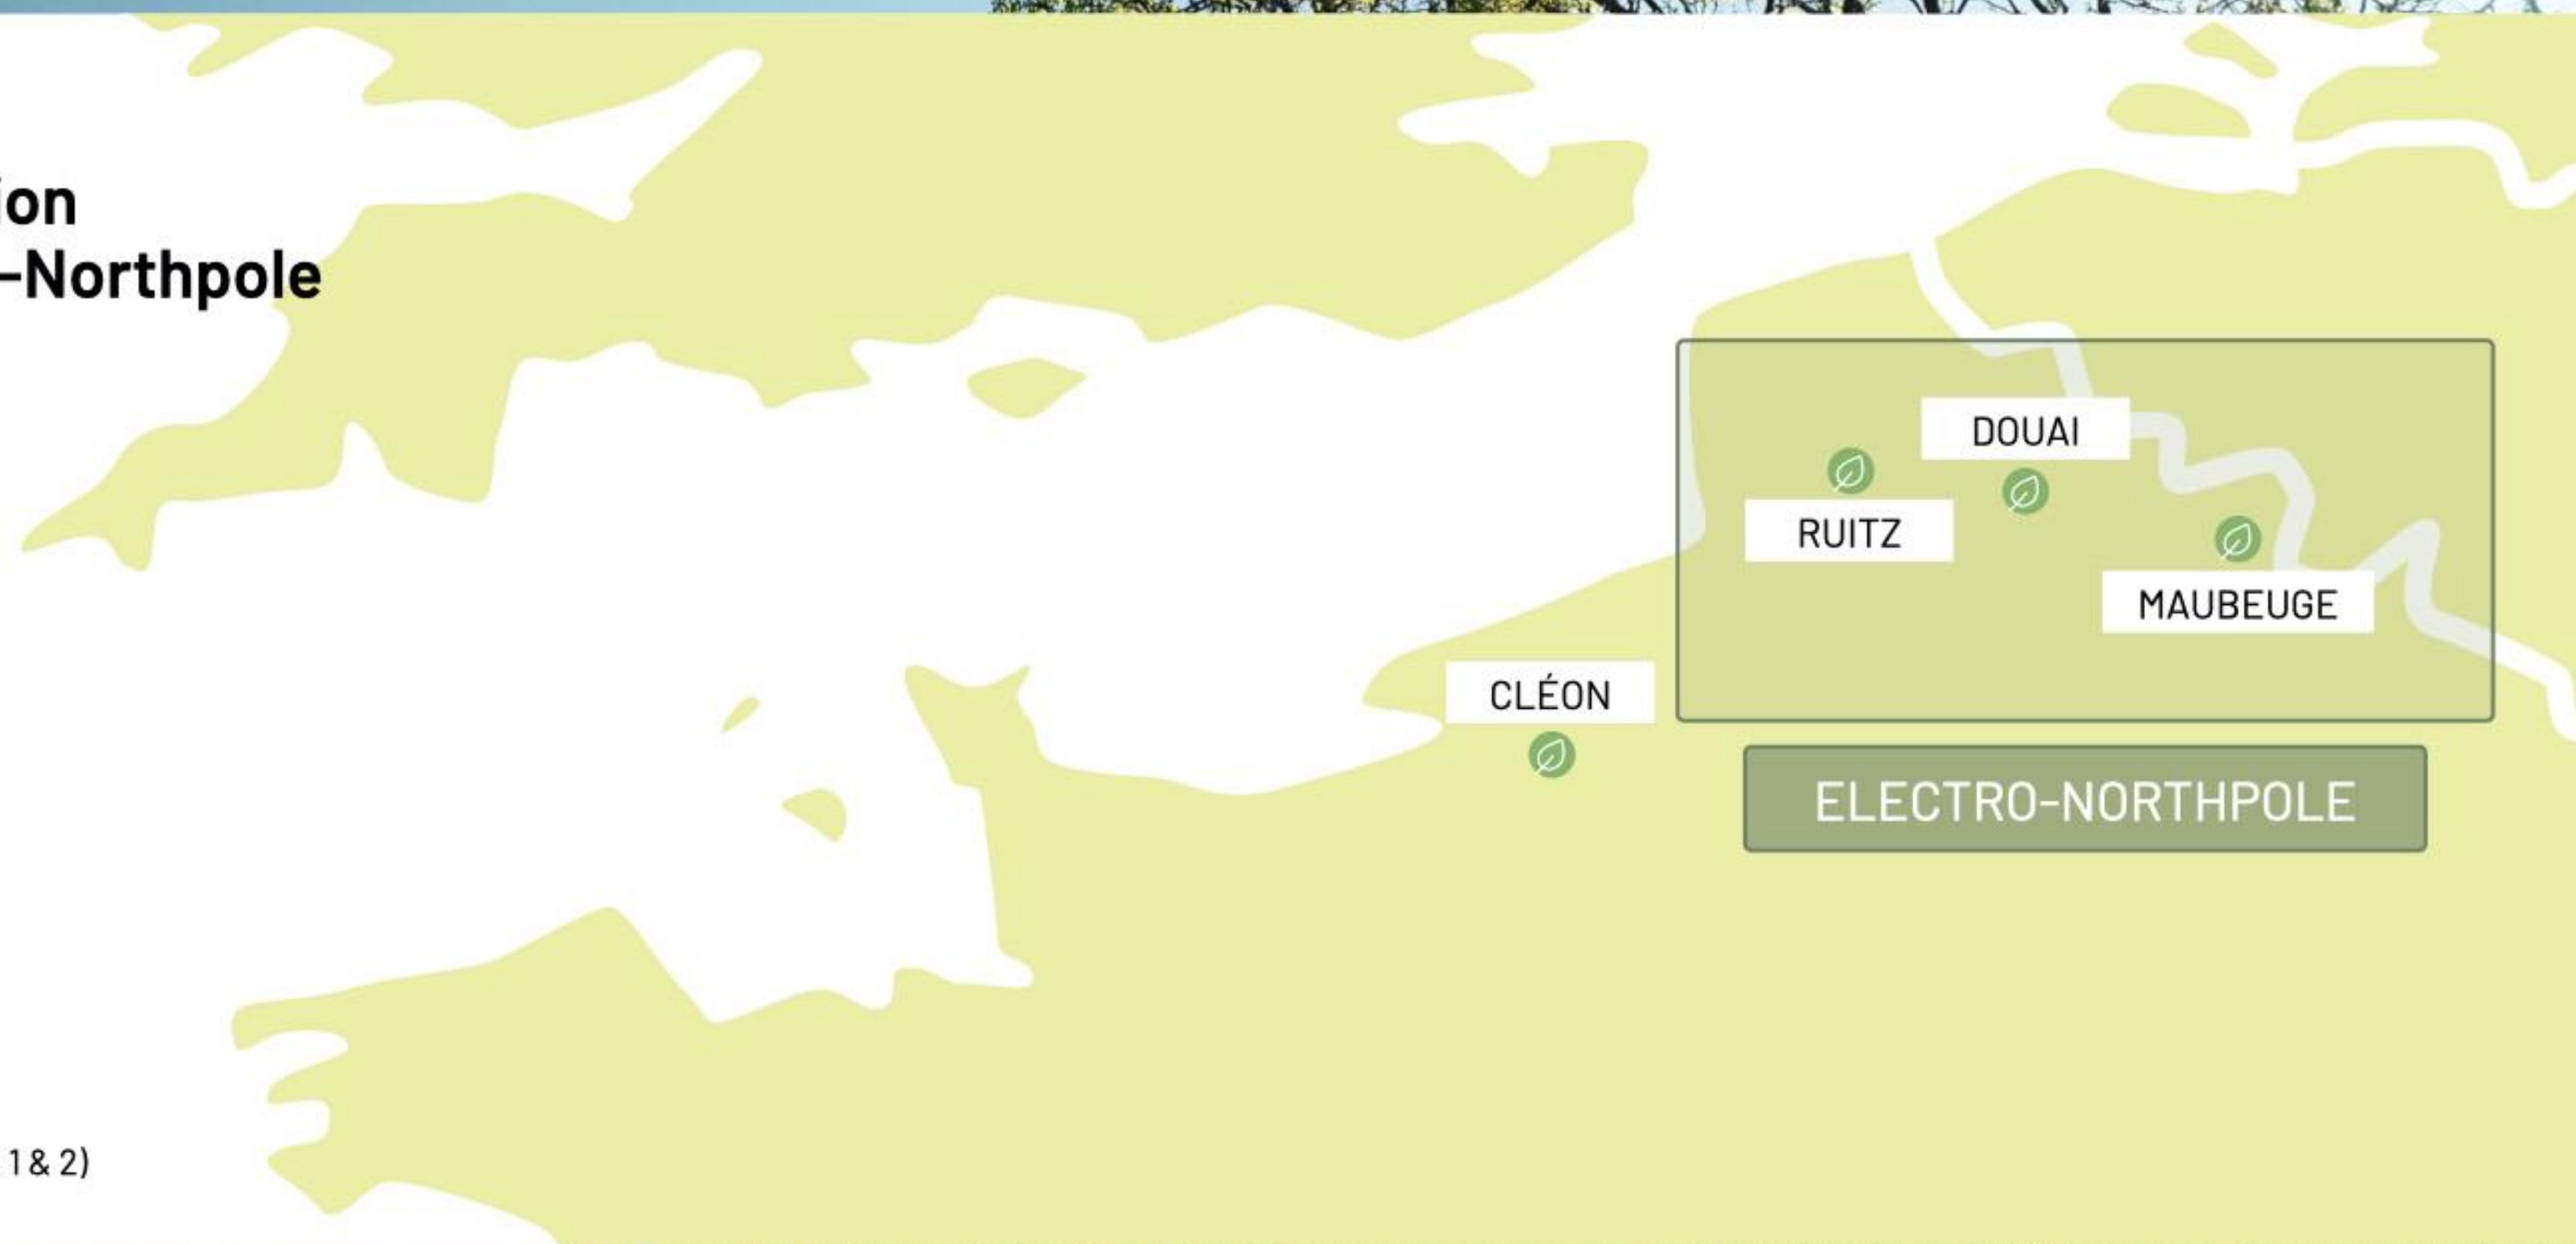 ion
-Northpole
DOUAI
RUITZ
MAUBEUGE
CLÉON
ELECTRO-NORTHPOLE
1 & 2)